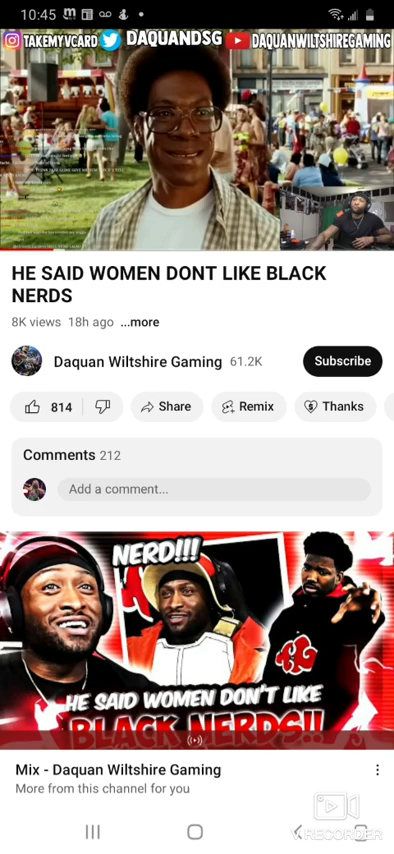 10:45
TAKEMYVCARD DAQUANDSG DAQUANWILTSHIREGAMING
HE SAID WOMEN DONT LIKE BLACK
NERDS
8K views 18h ago ...more
Daquan Wiltshire Gaming 61.2K Subscribe
814 Share Remix Thanks
Comments 212
Add a comment...
NERD!!!
HE SAID WOMEN DON'T LIKE
BLACK NERDS!!
Mix - Daquan Wiltshire Gaming
More from this channel for you
V RECORDER